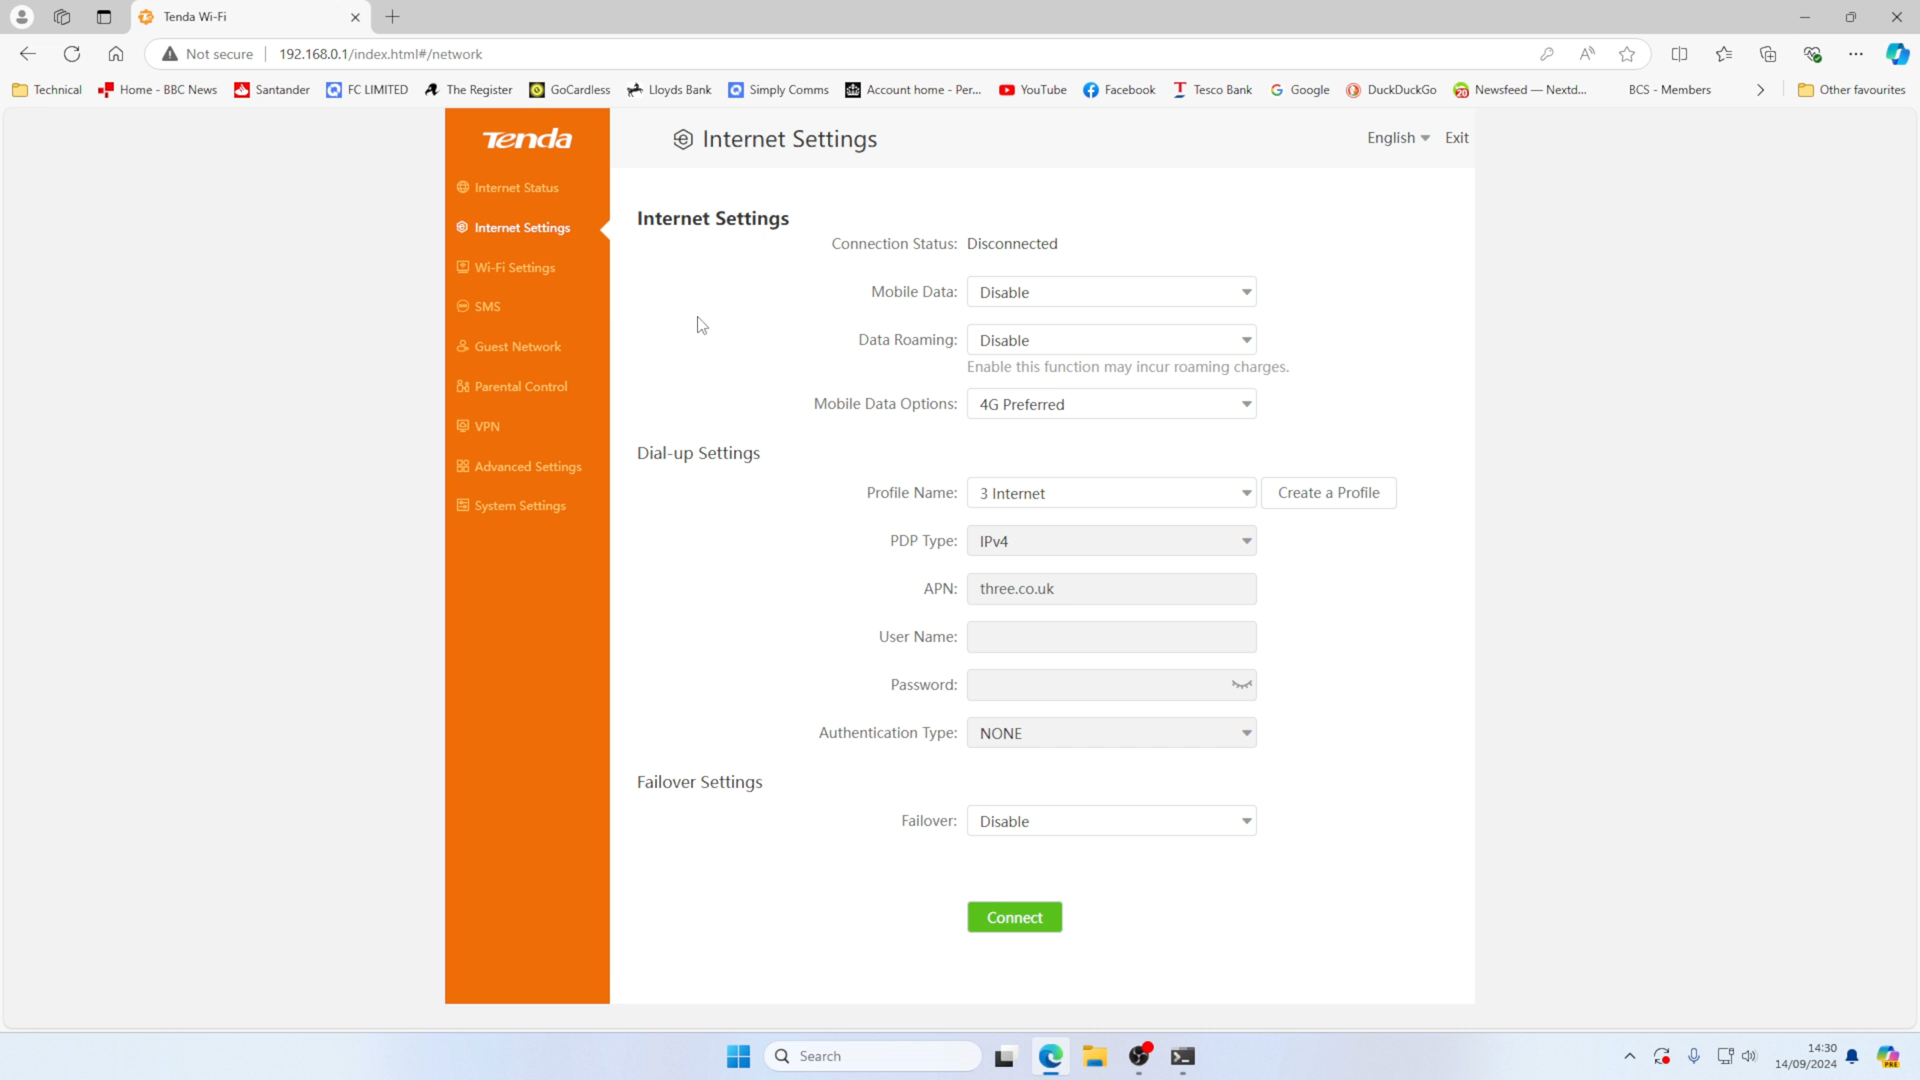 Tenda Wi-Fi
Not secure
192.168.0.1/index.html#/network
Technical
Home - BBC News
Santander
FC LIMITED
The Register
GoCardless
Lloyds Bank
Simply Comms
Account home - Per...
YouTube
Facebook
Tesco Bank
Google
DuckDuckGo
Newsfeed — Nextd...
BCS - Members
Other favourites
Tenda
Internet Settings
English
Exit
Internet Status
Internet Settings
Wi-Fi Settings
SMS
Guest Network
Parental Control
VPN
Advanced Settings
System Settings
Internet Settings
Connection Status: Disconnected
Mobile Data: Disable
Data Roaming: Disable
Enable this function may incur roaming charges.
Mobile Data Options: 4G Preferred
Dial-up Settings
Profile Name: 3 Internet Create a Profile
PDP Type: IPv4
APN: three.co.uk
User Name:
Password:
Authentication Type: NONE
Failover Settings
Failover: Disable
Connect
Search
14:30
14/09/2024
PRE